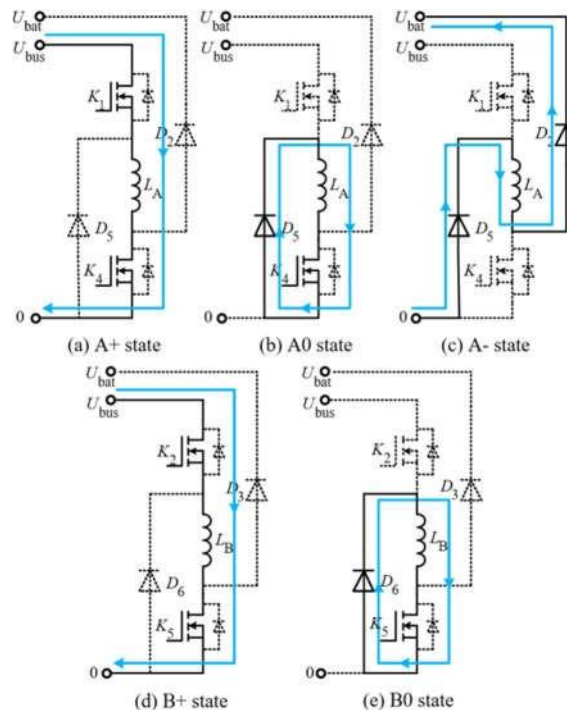 U_bat
U_bus
K_1
D_2
L_A
D_5
K_4
0
(a) A+ state
U_bat
U_bus
K_1
D_2
L_A
D_5
K_4
0
(b) A0 state
U_bat
U_bus
K_1
D_2
L_A
D_5
K_4
0
(c) A- state
U_bat
U_bus
K_2
D_3
L_B
D_6
K_5
0
(d) B+ state
U_bat
U_bus
K_2
D_3
L_B
D_6
K_5
0
(e) B0 state